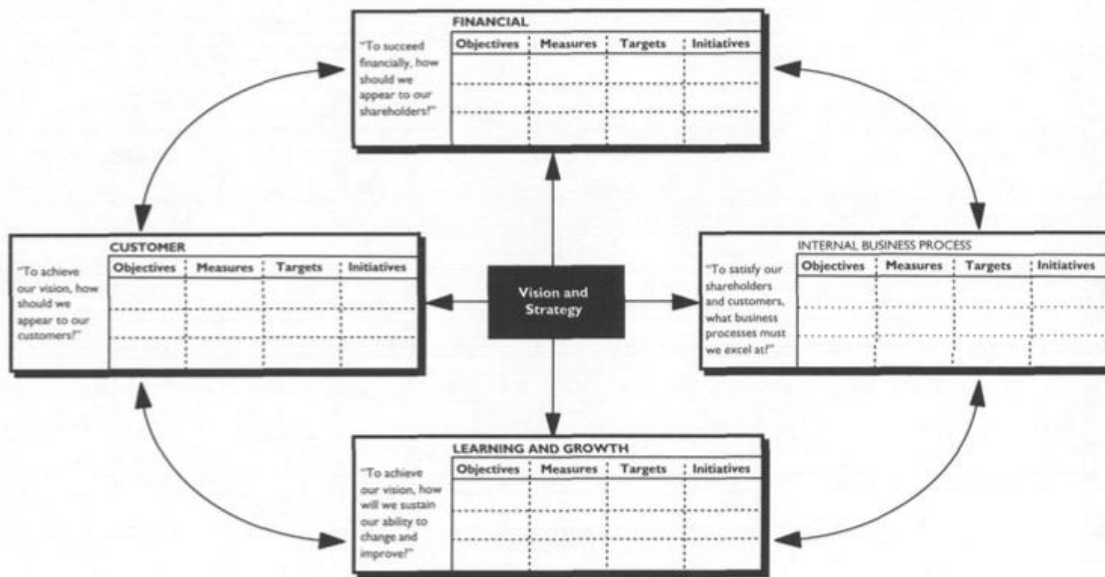 FINANCIAL
"To succeed
financially, how
should we
appear to our
shareholders?"
Objectives Measures Targets Initiatives
CUSTOMER
"To achieve
our vision, how
should we
appear to our
customers?"
Objectives Measures Targets Initiatives
Vision and
Strategy
INTERNAL BUSINESS PROCESS
"To satisfy our
shareholders
and customers,
what business
processes must
we excel at?"
Objectives Measures Targets Initiatives
LEARNING AND GROWTH
"To achieve
our vision, how
will we sustain
our ability to
change and
improve?"
Objectives Measures Targets Initiatives